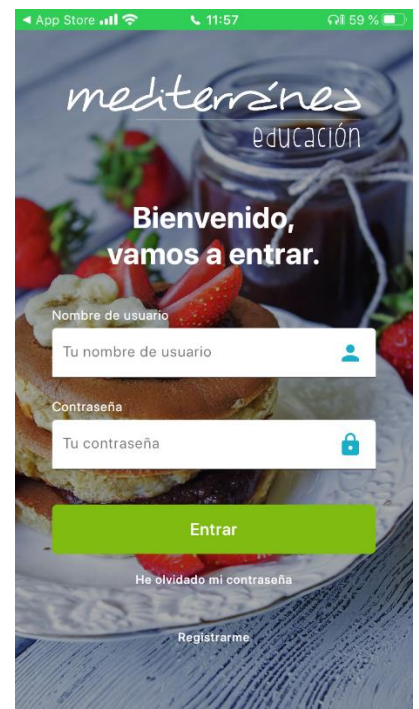 App Store 11:57 59 %
mediterránea
educación
Bienvenido,
vamos a entrar.
Nombre de usuario
Tu nombre de usuario
Contraseña
Tu contraseña
Entrar
He olvidado mi contraseña
Registrarme